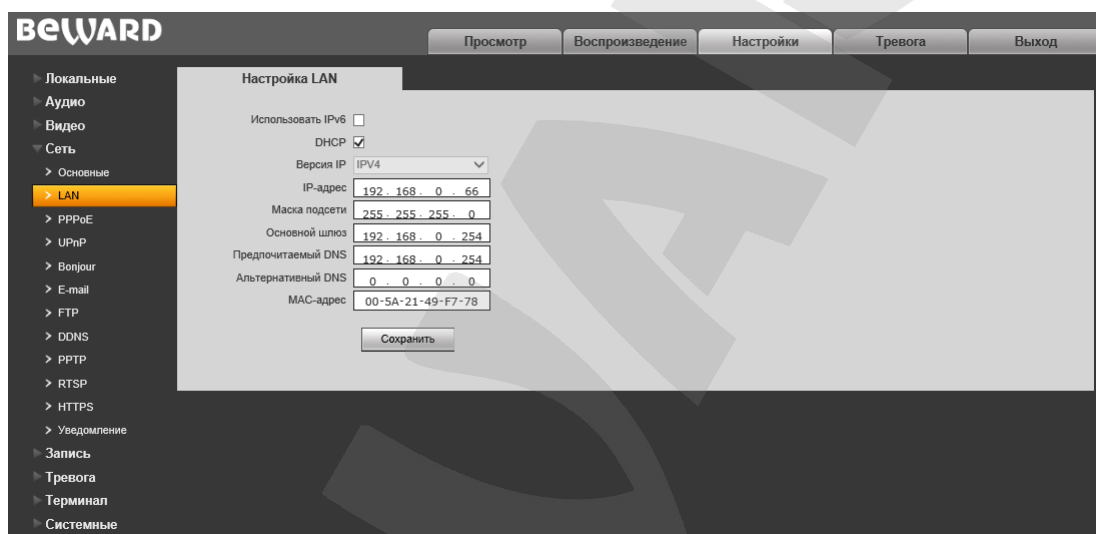 BEWARD
Просмотр Воспроизведение Настройки Тревога Выход
Локальные
Аудио
Видео
Сеть
Основные
LAN
PPPoE
UPnP
Bonjour
E-mail
FTP
DDNS
PPTP
RTSP
HTTPS
Уведомление
Запись
Тревога
Терминал
Системные
Настройка LAN
Использовать IPv6
DHCP
Версия IP IPV4
IP-адрес 192 . 168 . 0 . 66
Маска подсети 255 . 255 . 255 . 0
Основной шлюз 192 . 168 . 0 . 254
Предпочитаемый DNS 192 . 168 . 0 . 254
Альтернативный DNS 0 . 0 . 0 . 0
MAC-адрес 00-5A-21-49-F7-78
Сохранить